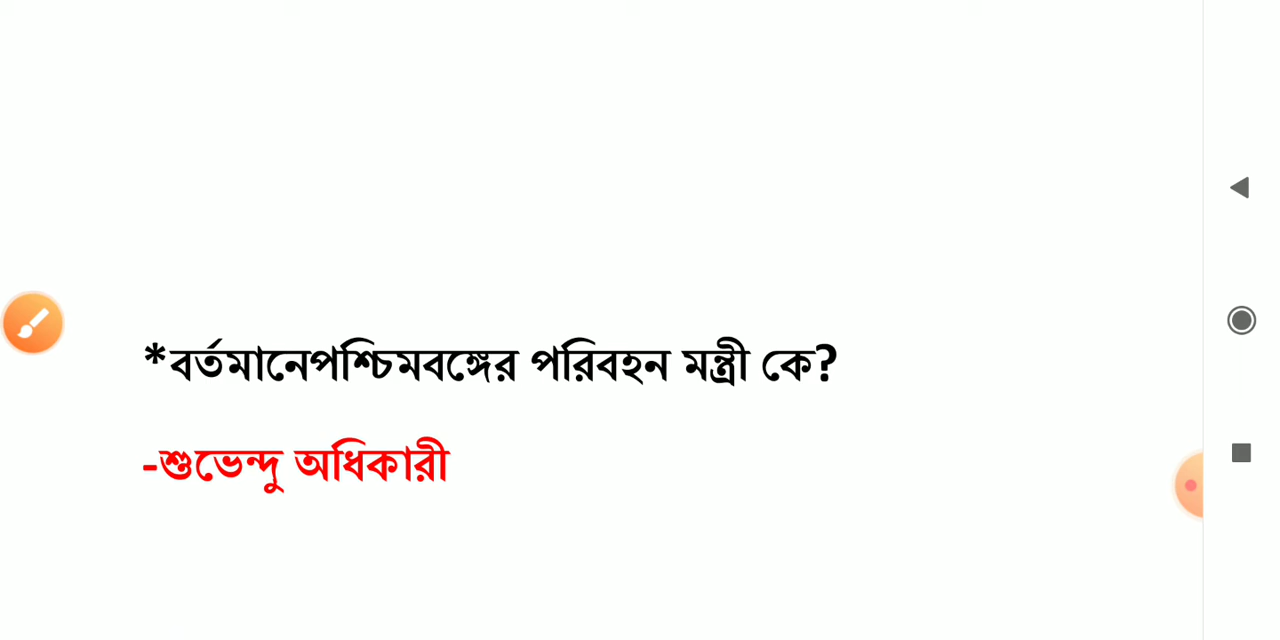 *বর্তমানেপশ্চিমবঙ্গের পরিবহন মন্ত্রী কে?
-শুভেন্দু অধিকারী